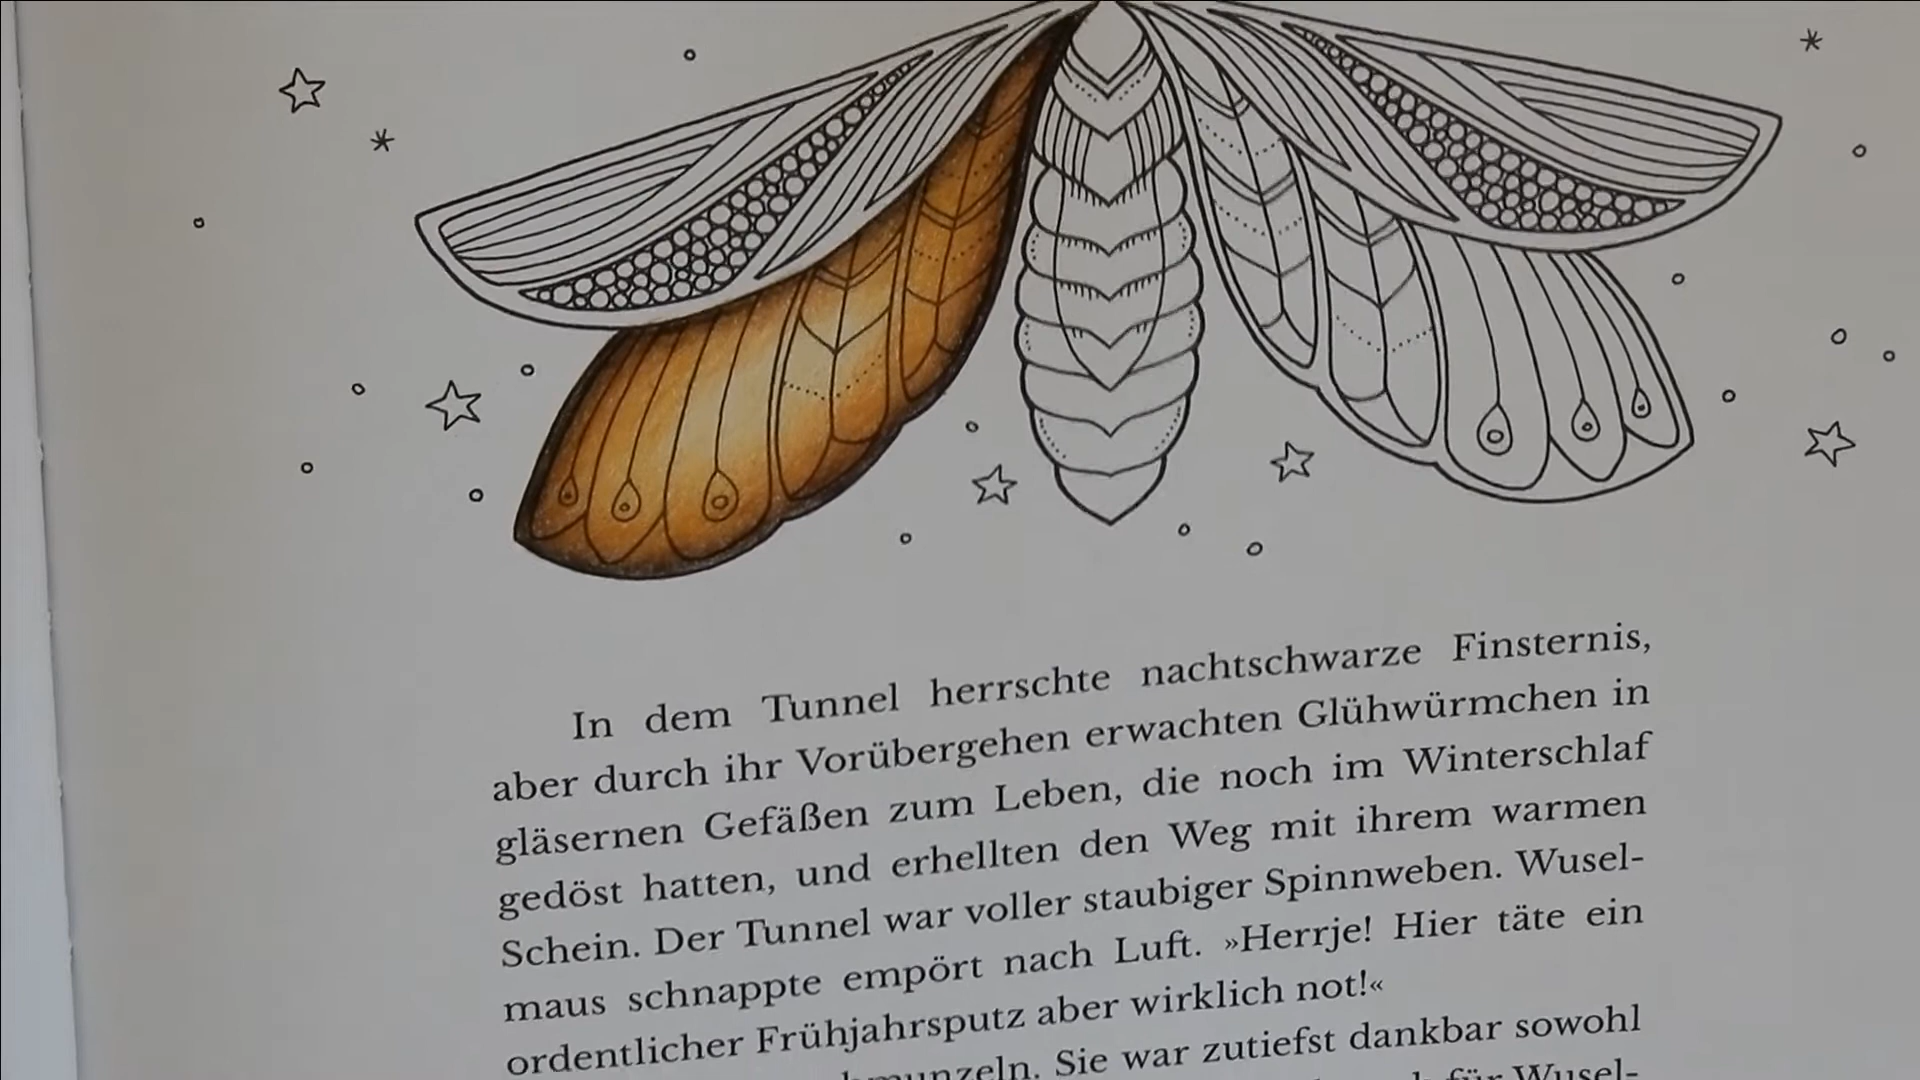 In dem Tunnel herrschte nachtschwarze Finsternis,
aber durch ihr Vorübergehen erwachten Glühwürmchen in
gläsernen Gefäßen zum Leben, die noch im Winterschlaf
gedöst hatten, und erhellten den Weg mit ihrem warmen
Schein. Der Tunnel war voller staubiger Spinnweben. Wusel-
maus schnappte empört nach Luft. »Herrje! Hier täte ein
ordentlicher Frühjahrsputz aber wirklich not!«
Sie war zutiefst dankbar sowohl
für Wusel-